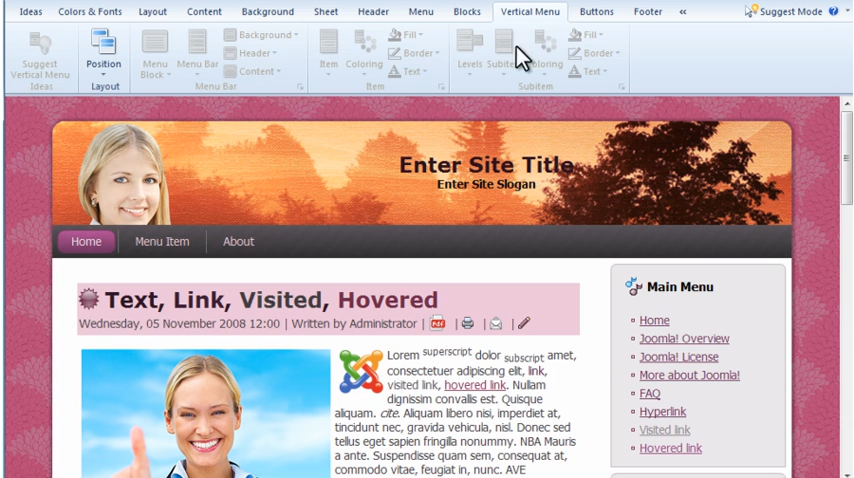 Ideas Colors & Fonts Layout Content Background Sheet Header Menu Blocks Vertical Menu Buttons Footer « Suggest Mode
Suggest Vertical Menu
Position
Menu Block
Menu Bar
Background
Header
Content
Item
Coloring
Fill
Border
Text
Levels
Fill
Border
Text
Ideas Layout Menu Bar Item Subitem
Enter Site Title
Enter Site Slogan
Home Menu Item About
Text, Link, Visited, Hovered
Wednesday, 05 November 2008 12:00 | Written by Administrator | PDF | | |
Lorem superscript dolor subscript amet,
consectetuer adipiscing elit, link,
visited link, hovered link. Nullam
dignissim convallis est. Quisque
aliquam. cite. Aliquam libero nisi, imperdiet at,
tincidunt nec, gravida vehicula, nisl. Donec sed
tellus eget sapien fringilla nonummy. NBA Mauris
a ante. Suspendisse quam sem, consequat at,
commodo vitae, feugiat in, nunc. AVE
Main Menu
Home
Joomla! Overview
Joomla! License
More about Joomla!
FAQ
Hyperlink
Visited link
Hovered link